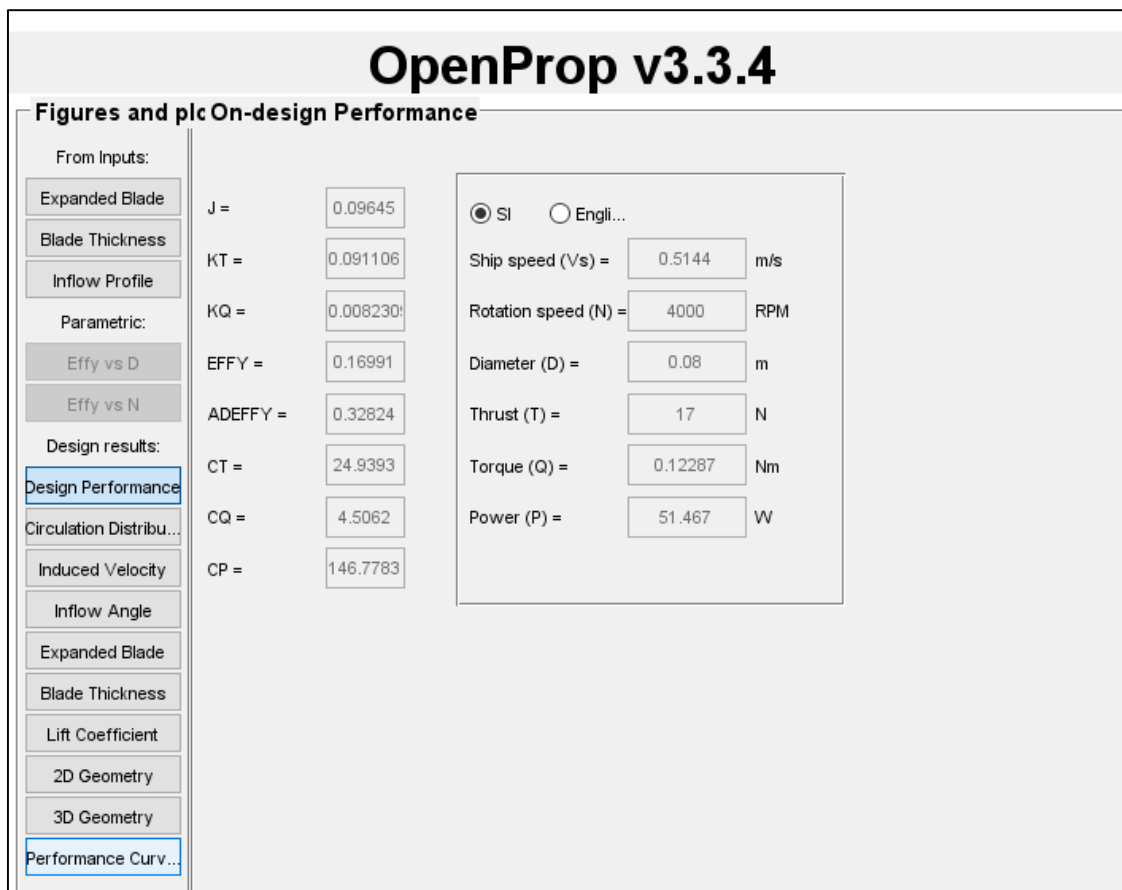 OpenProp v3.3.4
Figures and plo
On-design Performance
From Inputs:
Expanded Blade
Blade Thickness
Inflow Profile
Parametric:
Effy vs D
Effy vs N
Design results:
Design Performance
Circulation Distribu...
Induced Velocity
Inflow Angle
Expanded Blade
Blade Thickness
Lift Coefficient
2D Geometry
3D Geometry
Performance Curv...
J = 0.09645
KT = 0.091106
KQ = 0.008230
EFFY = 0.16991
ADEFFY = 0.32824
CT = 24.9393
CQ = 4.5062
CP = 146.7783
SI Engli...
Ship speed (Vs) = 0.5144 m/s
Rotation speed (N) = 4000 RPM
Diameter (D) = 0.08 m
Thrust (T) = 17 N
Torque (Q) = 0.12287 Nm
Power (P) = 51.467 W